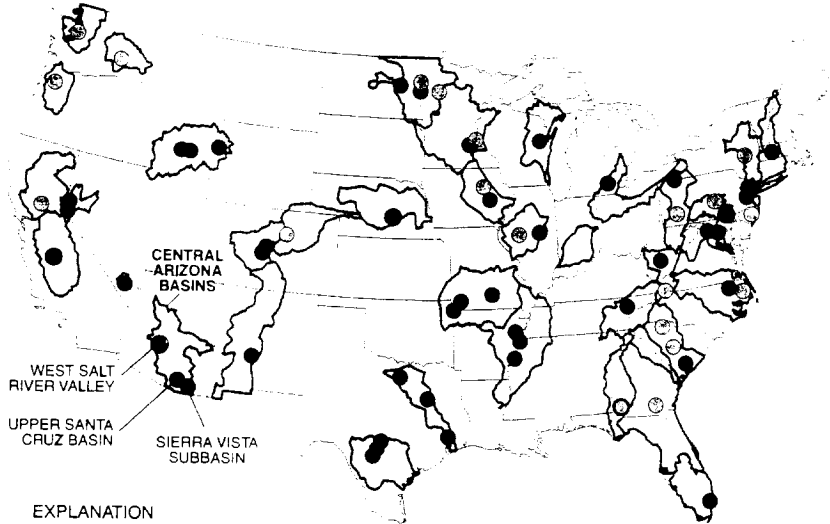 CENTRAL
ARIZONA
BASINS
WEST SALT
RIVER VALLEY
UPPER SANTA
CRUZ BASIN
SIERRA VISTA
SUBBASIN
EXPLANATION